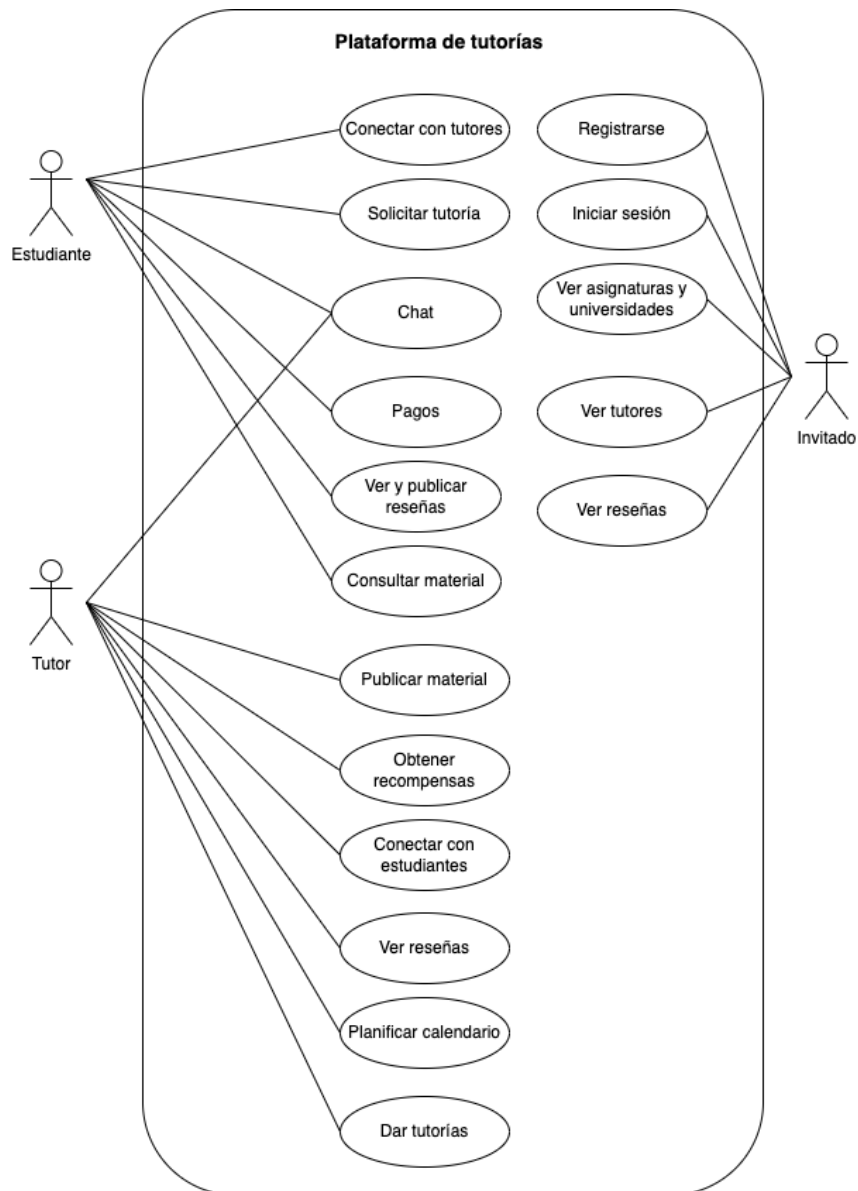 Plataforma de tutorías
Conectar con tutores
Registrarse
Solicitar tutoría
Iniciar sesión
Estudiante
Chat
Ver asignaturas y
universidades
Pagos
Ver tutores
Invitado
Ver y publicar
reseñas
Ver reseñas
Consultar material
Tutor
Publicar material
Obtener
recompensas
Conectar con
estudiantes
Ver reseñas
Planificar calendario
Dar tutorías